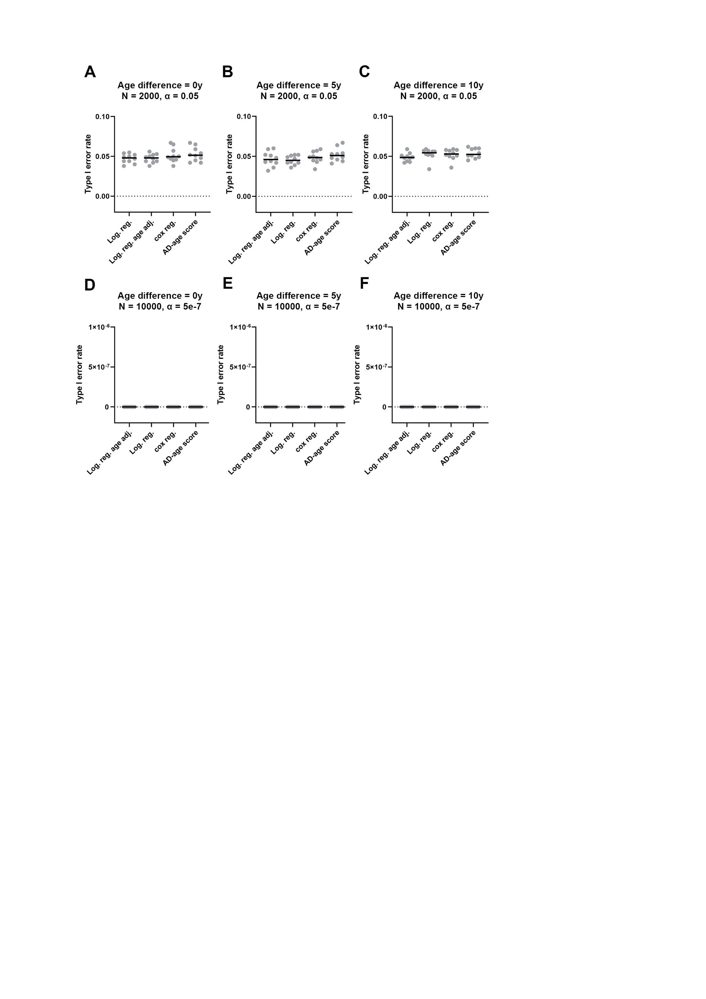 A
Age difference = 0y
N = 2000, α = 0.05
Type I error rate
0.10
0.05
0.00
Log. reg.
Log. reg. age adj.
cox reg.
AD-age score
B
Age difference = 5y
N = 2000, α = 0.05
Type I error rate
0.10
0.05
0.00
Log. reg. age adj.
Log. reg.
cox reg.
AD-age score
C
Age difference = 10y
N = 2000, α = 0.05
Type I error rate
0.10
0.05
0.00
Log. reg. age adj.
Log. reg.
cox reg.
AD-age score
D
Age difference = 0y
N = 10000, α = 5e-7
Type I error rate
1×10⁻⁶
5×10⁻⁷
0
Log. reg. age adj.
Log. reg.
cox reg.
AD-age score
E
Age difference = 5y
N = 10000, α = 5e-7
Type I error rate
1×10⁻⁶
5×10⁻⁷
0
Log. reg. age adj.
Log. reg.
cox reg.
AD-age score
F
Age difference = 10y
N = 10000, α = 5e-7
Type I error rate
1×10⁻⁶
5×10⁻⁷
0
Log. reg. age adj.
Log. reg.
cox reg.
AD-age score